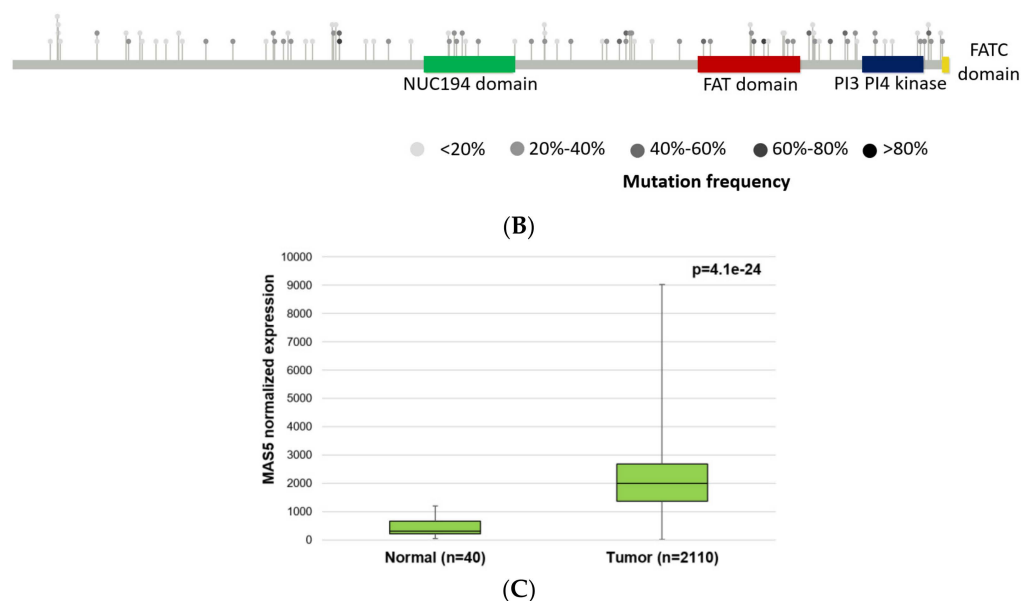 NUC194 domain
FAT domain
PI3 PI4 kinase
FATC
domain
<20%
20%-40%
40%-60%
60%-80%
>80%
Mutation frequency
(B)
MAS5 normalized expression
10000
9000
8000
7000
6000
5000
4000
3000
2000
1000
0
p=4.1e-24
Normal (n=40)
Tumor (n=2110)
(C)